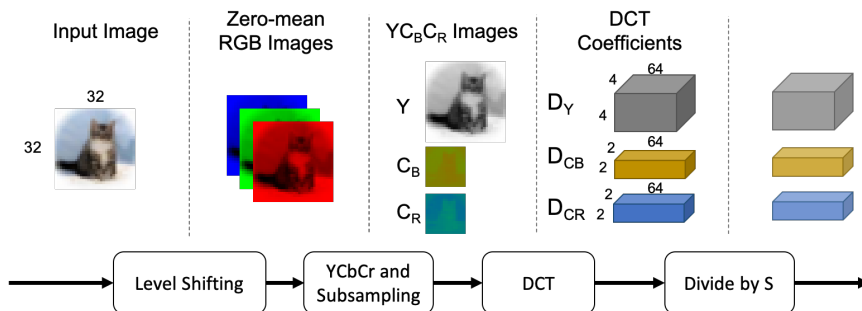 Input Image
Zero-mean
RGB Images
YCBCR Images
DCT
Coefficients
32
32
Y
CB
CR
DY
4
64
4
DCB
2
64
2
DCR
2
64
2
Level Shifting
YCbCr and
Subsampling
DCT
Divide by S